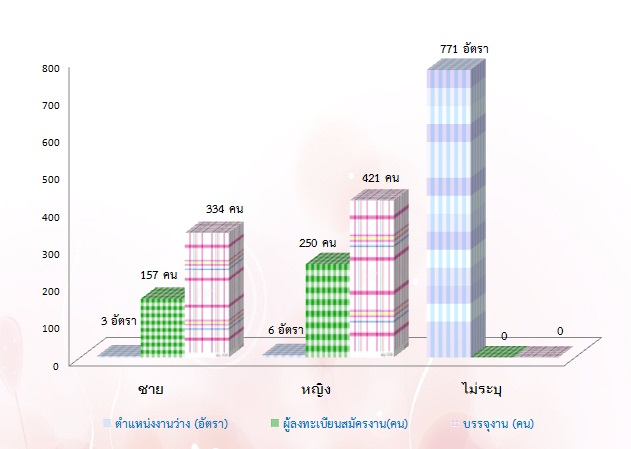 771 อัตรา
800
700
600
500
421 คน
400
334 คน
300
250 คน
157 คน
200
3 อัตรา
6 อัตรา
100
0
0
0
ชาย
หญิง
ไม่ระบุ
ตำแหน่งงานว่าง (อัตรา)
ผู้ลงทะเบียนสมัครงาน(คน)
บรรจุงาน (คน)